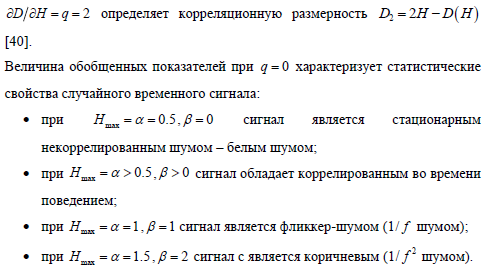 ∂D/∂H = q = 2 определяет корреляционную размерность D₂ = 2H − D(H)
[40].
Величина обобщенных показателей при q = 0 характеризует статистические
свойства случайного временного сигнала:
• при H_max = α = 0.5, β = 0 сигнал является стационарным
некоррелированным шумом – белым шумом;
• при H_max = α > 0.5, β > 0 сигнал обладает коррелированным во времени
поведением;
• при H_max = α = 1, β = 1 сигнал является фликкер-шумом (1/f шумом);
• при H_max = α = 1.5, β = 2 сигнал с является коричневым (1/f² шумом).